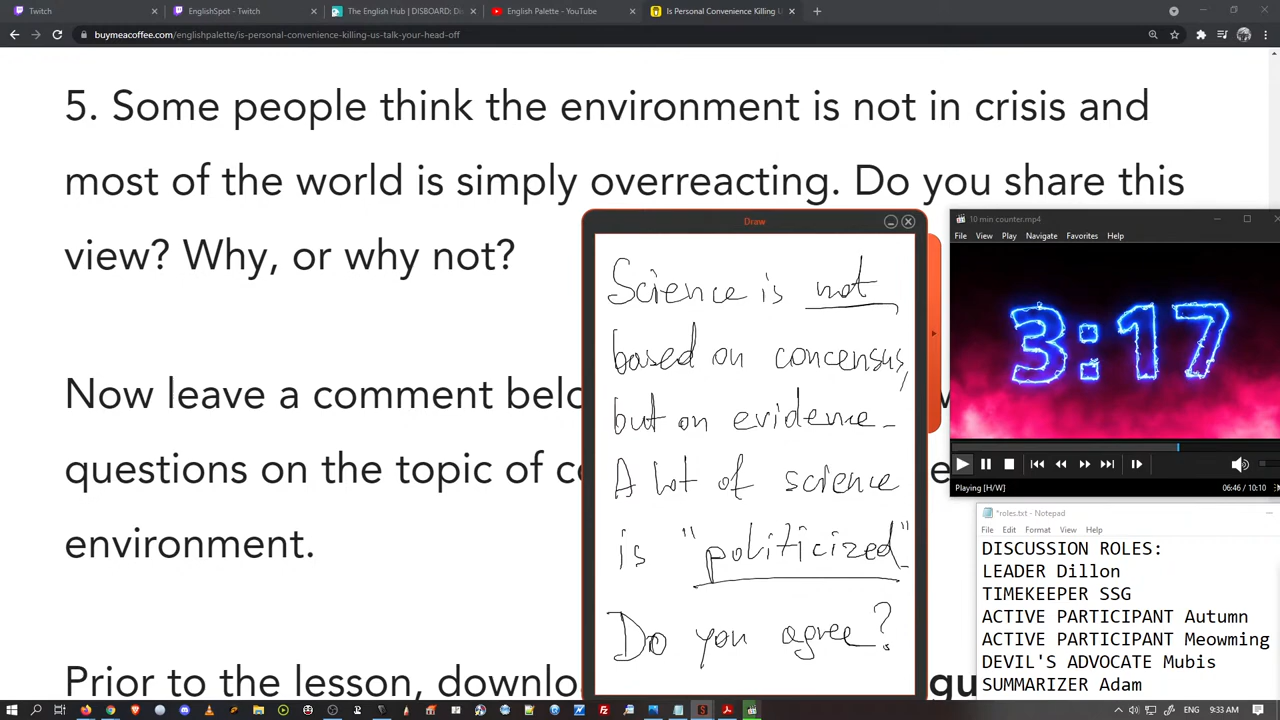 Twitch
EnglishSpot - Twitch
The English Hub | DISBOARD: Di
English Palette - YouTube
Is Personal Convenience Killing U
buymeacoffee.com/englishpalette/is-personal-convenience-killing-us-talk-your-head-off
5. Some people think the environment is not in crisis and
most of the world is simply overreacting. Do you share this
view? Why, or why not?
Now leave a comment
questions on the topic of
environment.
Prior to the lesson,
Draw
Science is not
based on concensus,
but on evidence.
A lot of science
is "politicized".
Do you agree?
10 min counter.mp4
File View Play Navigate Favorites Help
3:17
Playing [H/W]
06:46 / 10:10
*roles.txt - Notepad
File Edit Format View Help
DISCUSSION ROLES:
LEADER Dillon
TIMEKEEPER SSG
ACTIVE PARTICIPANT Autumn
ACTIVE PARTICIPANT Meowming
DEVIL'S ADVOCATE Mubis
SUMMARIZER Adam
ENG
9:33 AM